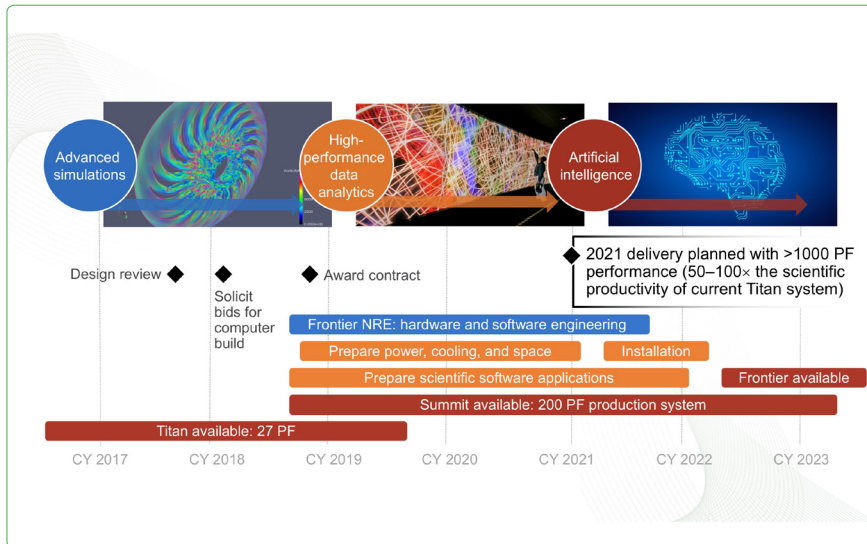 Advanced
simulations
High-
performance
data
analytics
Artificial
intelligence
Design review
Solicit
bids for
computer
build
Award contract
2021 delivery planned with >1000 PF
performance (50–100× the scientific
productivity of current Titan system)
Frontier NRE: hardware and software engineering
Prepare power, cooling, and space
Installation
Prepare scientific software applications
Frontier available
Summit available: 200 PF production system
Titan available: 27 PF
CY 2017
CY 2018
CY 2019
CY 2020
CY 2021
CY 2022
CY 2023